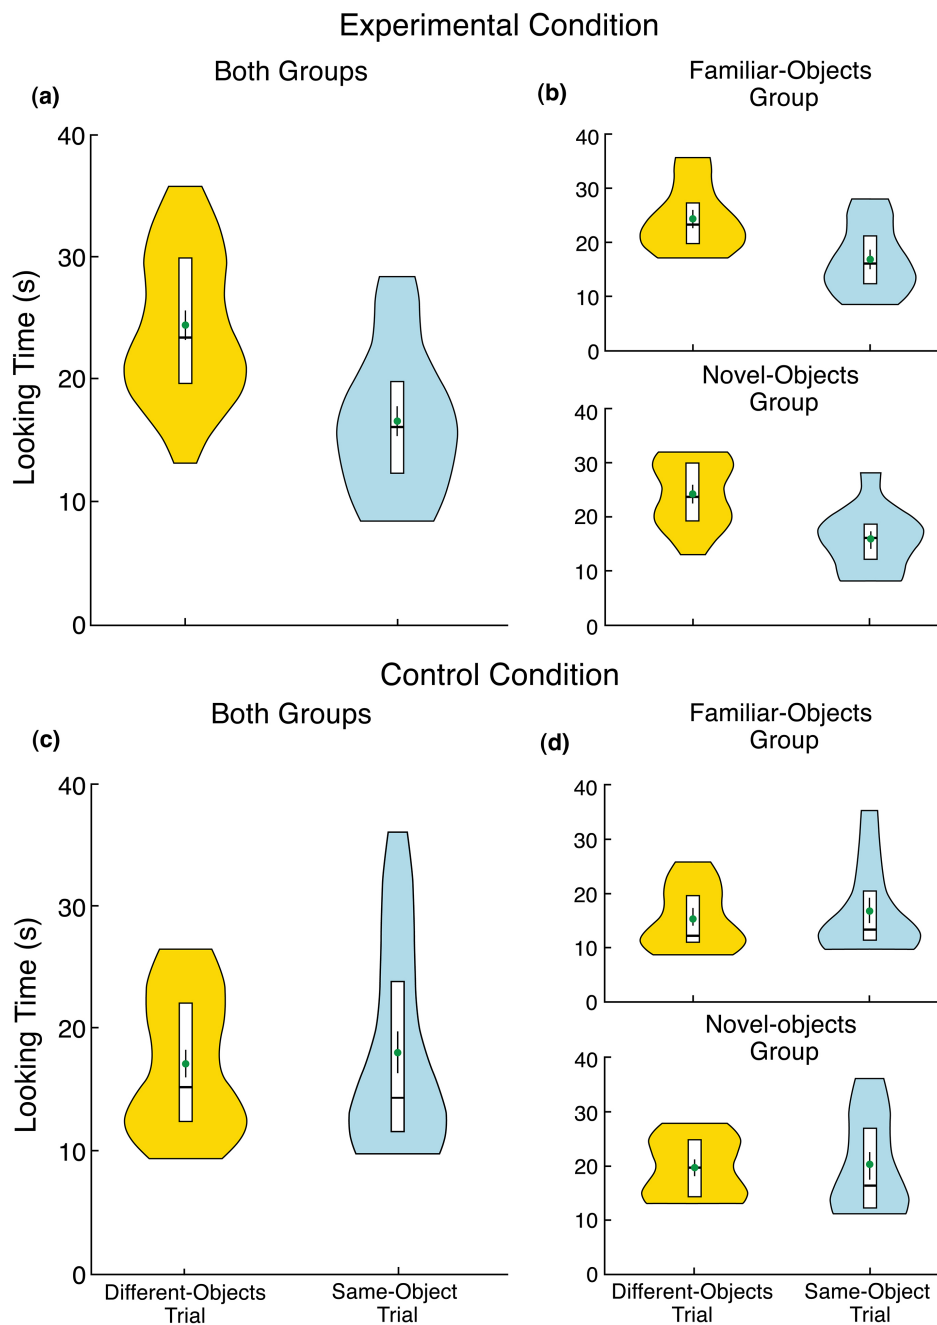 Experimental Condition
Both Groups
(a)
40
30
20
10
0
Looking Time (s)
(b)
Familiar-Objects
Group
40
30
20
10
0
Novel-Objects
Group
40
30
20
10
0
Control Condition
Both Groups
(c)
40
30
20
10
0
Looking Time (s)
Different-Objects
Trial
Same-Object
Trial
(d)
Familiar-Objects
Group
40
30
20
10
0
Novel-objects
Group
40
30
20
10
0
Different-Objects
Trial
Same-Object
Trial